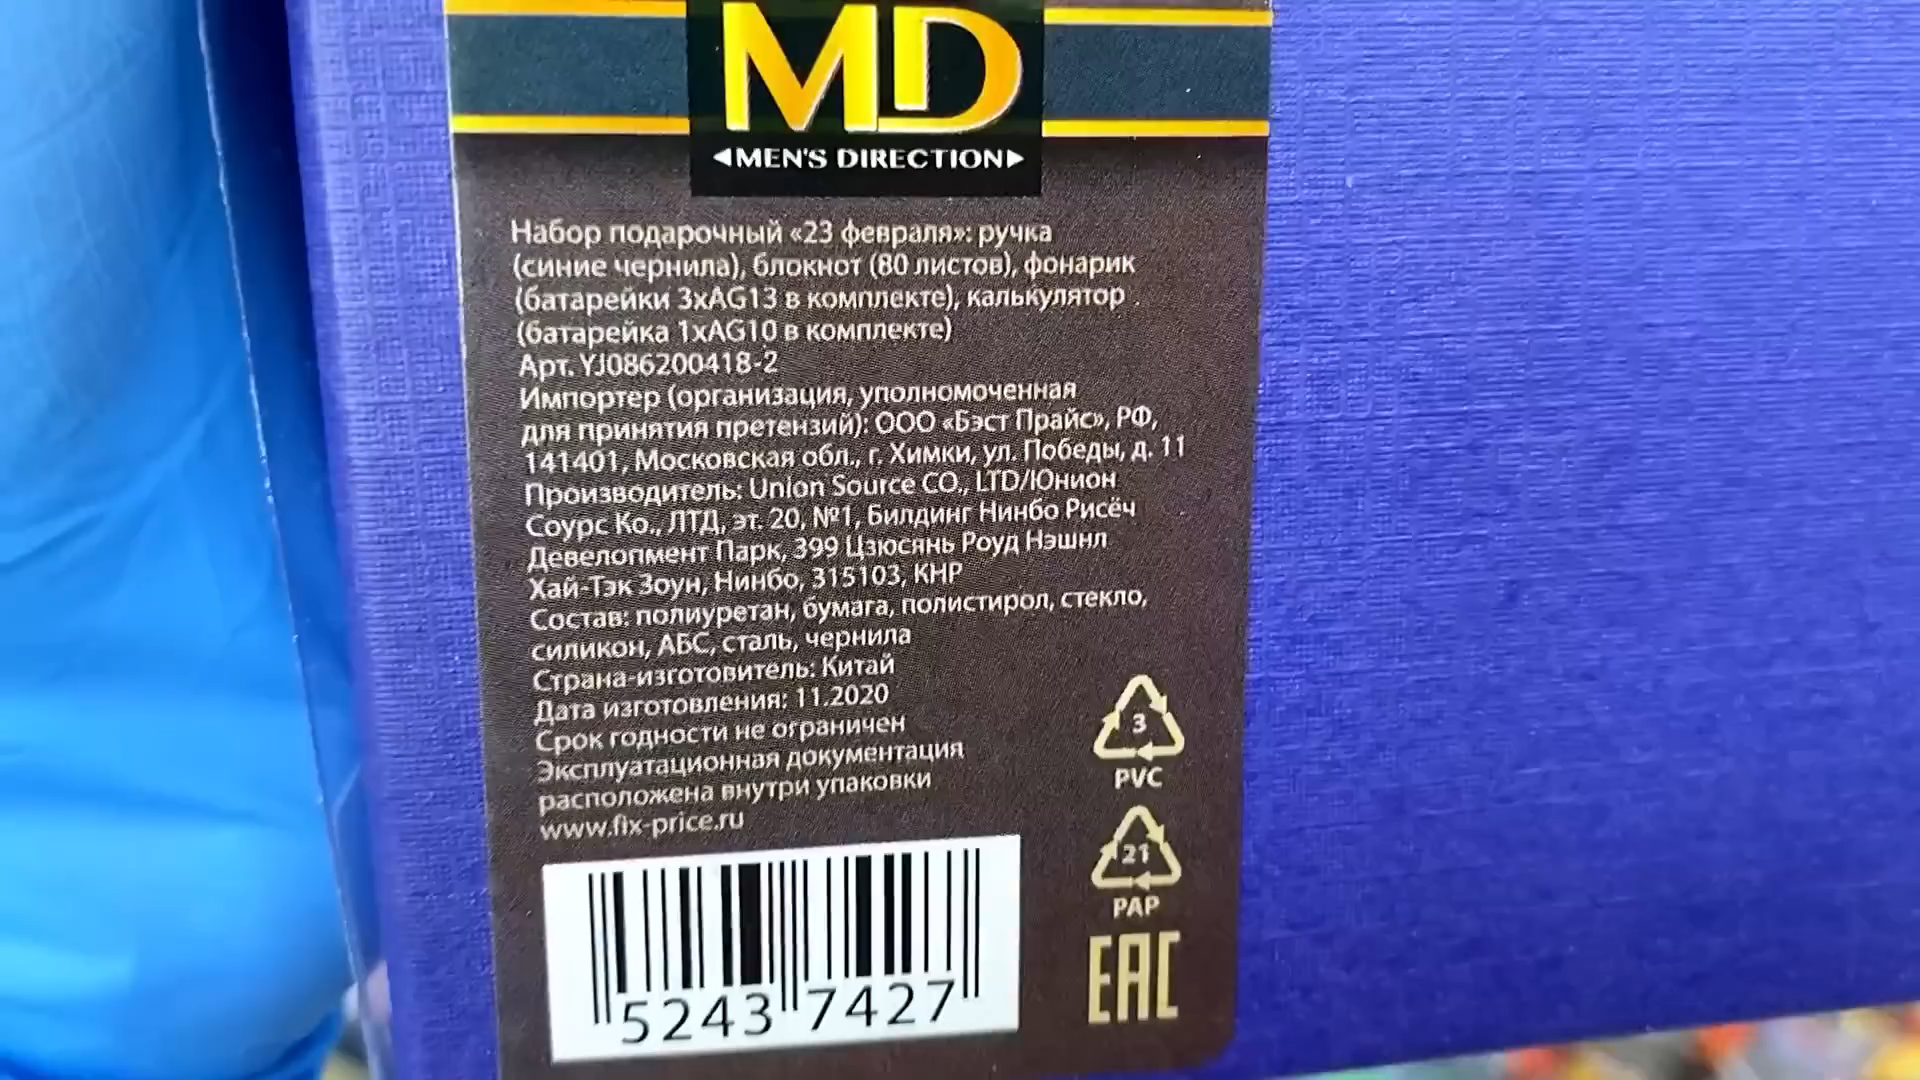 MD
MEN'S DIRECTION
Набор подарочный «23 февраля»: ручка
(синие чернила), блокнот (80 листов), фонарик
(батарейки 3хAG13 в комплекте), калькулятор
(батарейка 1хAG10 в комплекте)
Арт. YJ086200418-2
Импортер (организация, уполномоченная
для принятия претензий): ООО «Бэст Прайс», РФ,
141401, Московская обл., г. Химки, ул. Победы, д. 11
Производитель: Union Source CO., LTD/Юнион
Соурс Ко., ЛТД, эт. 20, №1, Билдинг Нинбо Рисёч
Девелопмент Парк, 399 Цзюсянь Роуд Нэшнл
Хай-Тэк Зоун, Нинбо, 315103, КНР
Состав: полиуретан, бумага, полистирол, стекло,
силикон, АБС, сталь, чернила
Страна-изготовитель: Китай
Дата изготовления: 11.2020
Срок годности не ограничен
Эксплуатационная документация
расположена внутри упаковки
www.fix-price.ru
3
PVC
21
PAP
EAC
5243 7427